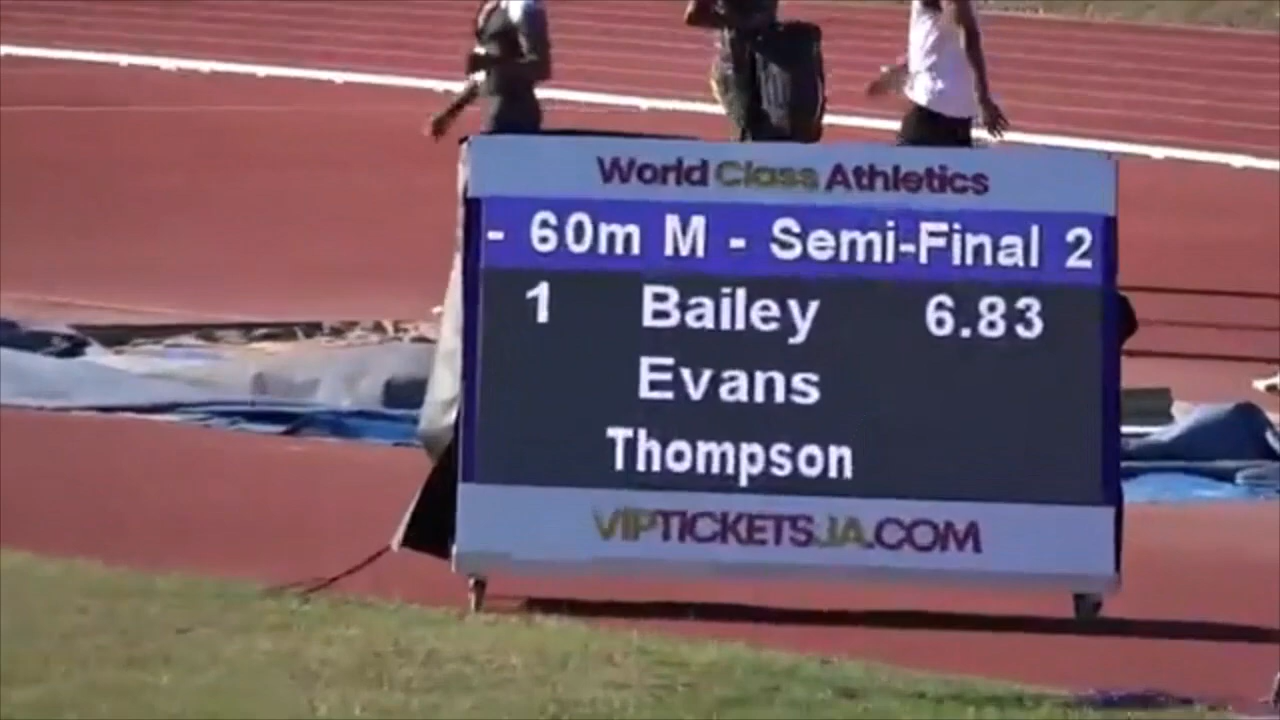 World Class Athletics
- 60m M - Semi-Final 2
1 Bailey 6.83
Evans
Thompson
VIPTICKETSJA.COM